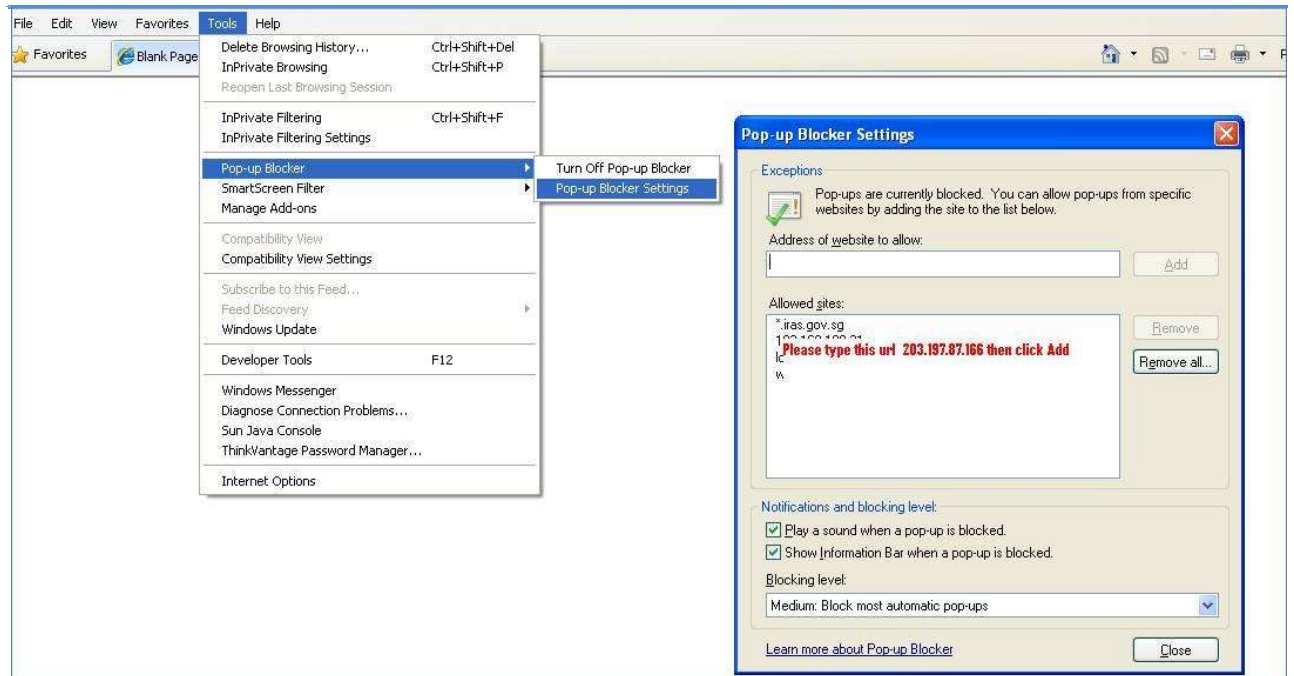 File Edit View Favorites Tools Help
Favorites Blank Page
Delete Browsing History... Ctrl+Shift+Del
InPrivate Browsing Ctrl+Shift+P
Reopen Last Browsing Session
InPrivate Filtering Ctrl+Shift+F
InPrivate Filtering Settings
Pop-up Blocker
SmartScreen Filter
Manage Add-ons
Compatibility View
Compatibility View Settings
Subscribe to this Feed...
Feed Discovery
Windows Update
Developer Tools F12
Windows Messenger
Diagnose Connection Problems...
Sun Java Console
ThinkVantage Password Manager...
Internet Options
Turn Off Pop-up Blocker
Pop-up Blocker Settings
Pop-up Blocker Settings
Exceptions
Pop-ups are currently blocked. You can allow pop-ups from specific
websites by adding the site to the list below.
Address of website to allow:
Add
Allowed sites:
*.iras.gov.sg
Please type this url 203.197.87.166 then click Add
Remove
Remove all...
Notifications and blocking level:
Play a sound when a pop-up is blocked.
Show Information Bar when a pop-up is blocked.
Blocking level:
Medium: Block most automatic pop-ups
Learn more about Pop-up Blocker
Close